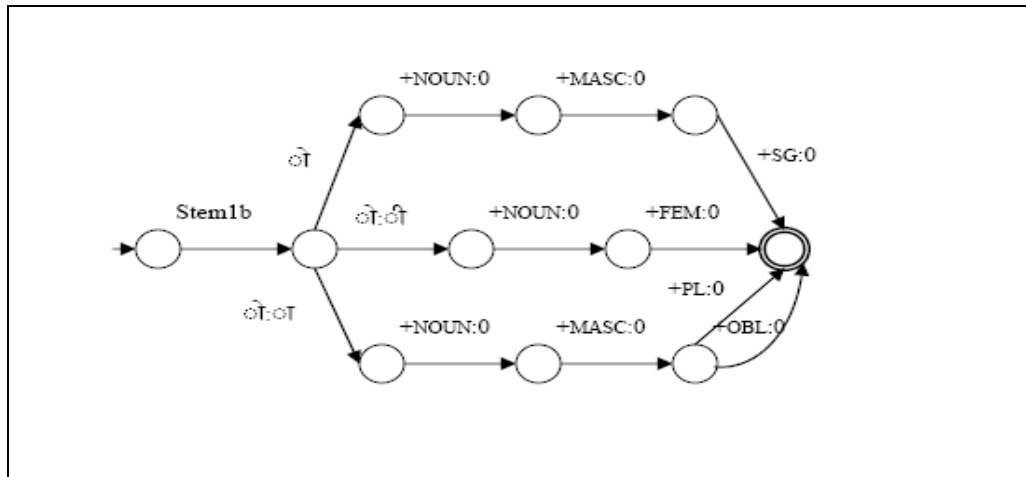 +NOUN:0 +MASC:0
ो +SG:0
Stem1b ो:ी +NOUN:0 +FEM:0
ो:ा +NOUN:0 +MASC:0 +PL:0 +OBL:0